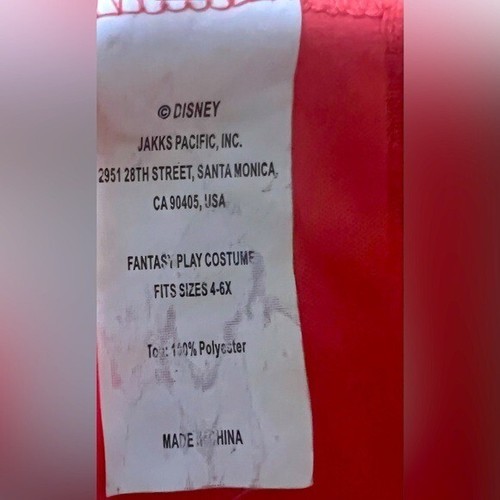 © DISNEY
JAKKS PACIFIC, INC.
2951 28TH STREET, SANTA MONICA,
CA 90405, USA
FANTASY PLAY COSTUME
FITS SIZES 4-6X
Top: 100% Polyester
MADE IN CHINA